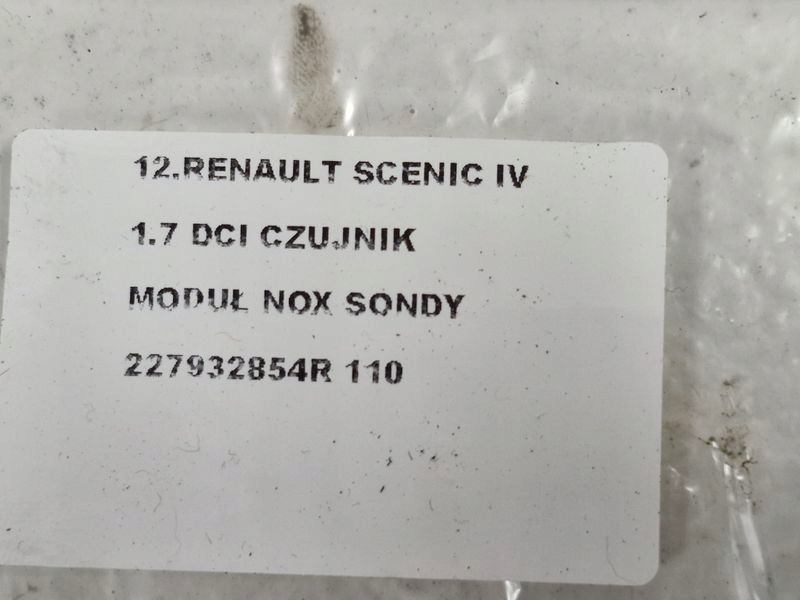 12.RENAULT SCENIC IV
1.7 DCI CZUJNIK
MODUŁ NOX SONDY
227932854R 110